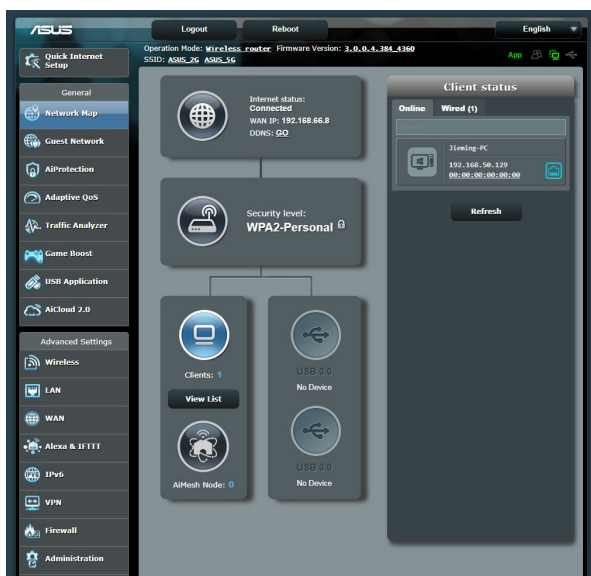 ASUS
Logout
Reboot
English
Quick Internet
Setup
Operation Mode: Wireless router Firmware Version: 3.0.0.4.384_4360
SSID: ASUS_2G ASUS_5G
App
General
Network Map
Guest Network
AiProtection
Adaptive QoS
Traffic Analyzer
Game Boost
USB Application
AiCloud 2.0
Advanced Settings
Wireless
LAN
WAN
Alexa & IFTTT
IPv6
VPN
Firewall
Administration
Internet status:
Connected
WAN IP: 192.168.66.8
DDNS: GO
Security level:
WPA2-Personal
Clients: 1
View List
AiMesh Node: 0
USB 3.0
No Device
USB 3.0
No Device
Client status
Online Wired (1)
Jieming-PC
192.168.50.129
00:00:00:00:00:00
Refresh